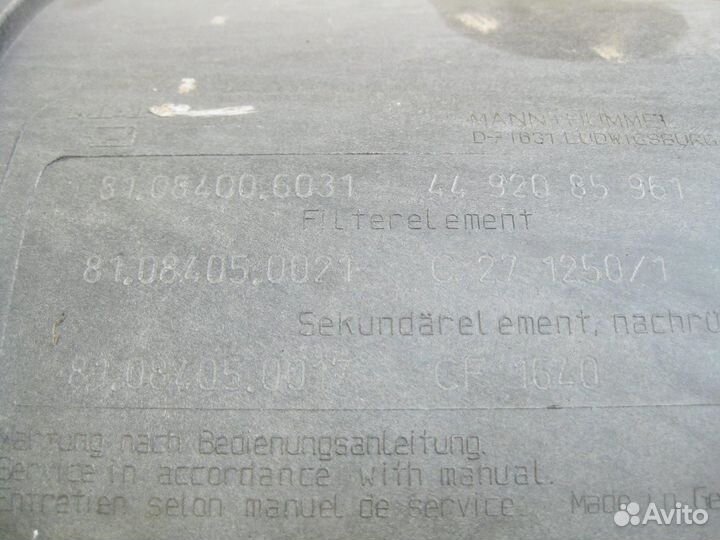 MANN+HUMMEL
D-71631 LUDWIGSBURG
81.08400.6031 44 920 85 961
Filterelement
81.08405.0021 C 27 1250/1
Sekundärelement, nachrü
81.08405.0017 CF 1640
Wartung nach Bedienungsanleitung.
Service in accordance with manual.
Entretien selon manuel de service. Made in Ge
Avito